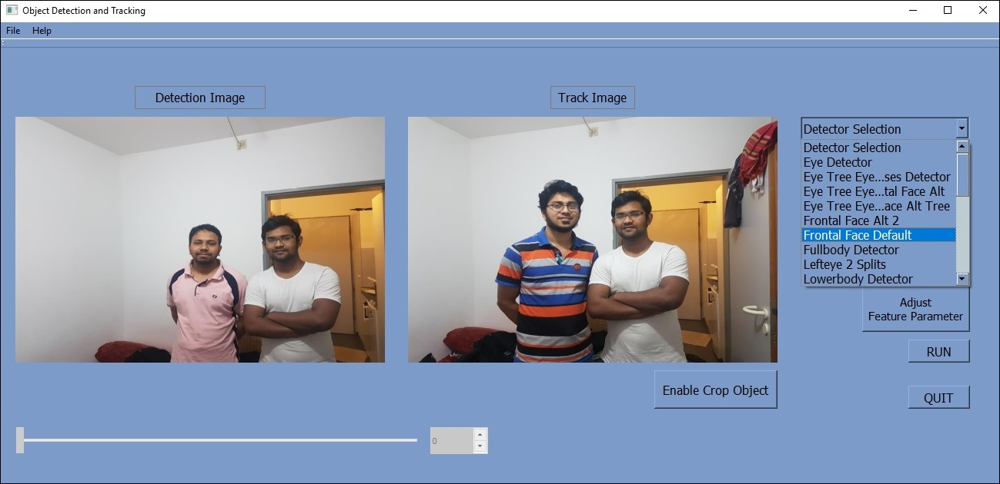 Object Detection and Tracking
File Help
Detection Image
Track Image
Detector Selection
Detector Selection
Eye Detector
Eye Tree Eye...ses Detector
Eye Tree Eye...tal Face Alt
Eye Tree Eye...ace Alt Tree
Frontal Face Alt 2
Frontal Face Default
Fullbody Detector
Lefteye 2 Splits
Lowerbody Detector
Adjust
Feature Parameter
RUN
Enable Crop Object
QUIT
0